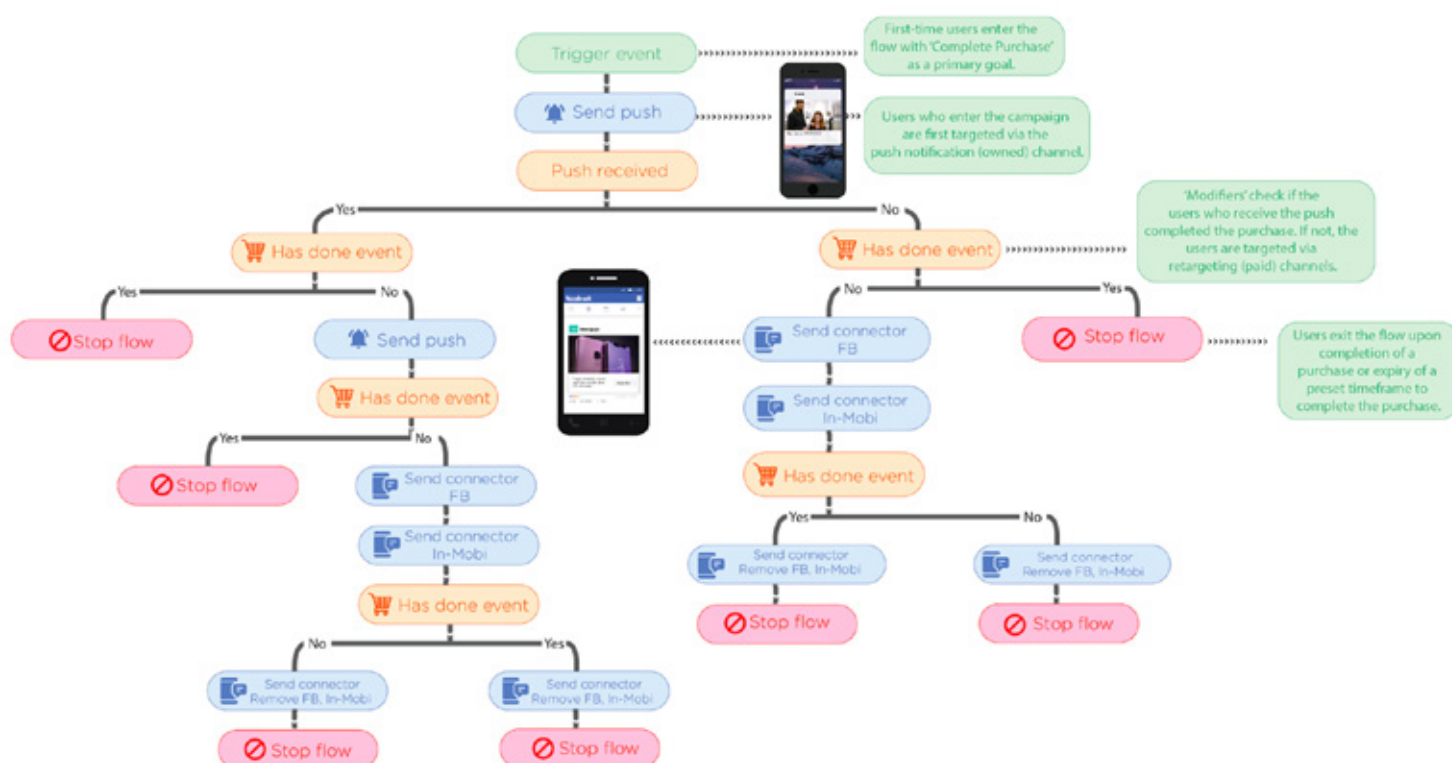 Trigger event
First-time users enter the
flow with 'Complete Purchase'
as a primary goal.
Send push
Users who enter the campaign
are first targeted via the
push notification (owned) channel.
Push received
Yes
No
'Modifiers' check if the
users who receive the push
completed the purchase. If not, the
users are targeted via
retargeting (paid) channels.
Has done event
Has done event
Yes
No
No
Yes
Stop flow
Send push
Send connector
FB
Stop flow
Users exit the flow upon
completion of a
purchase or expiry of a
preset timeframe to
complete the purchase.
Has done event
Send connector
In-Mobi
Yes
No
Stop flow
Send connector
FB
Has done event
Send connector
In-Mobi
Yes
No
Send connector
Remove FB, In-Mobi
Send connector
Remove FB, In-Mobi
Has done event
Stop flow
Stop flow
No
Yes
Send connector
Remove FB, In-Mobi
Send connector
Remove FB, In-Mobi
Stop flow
Stop flow